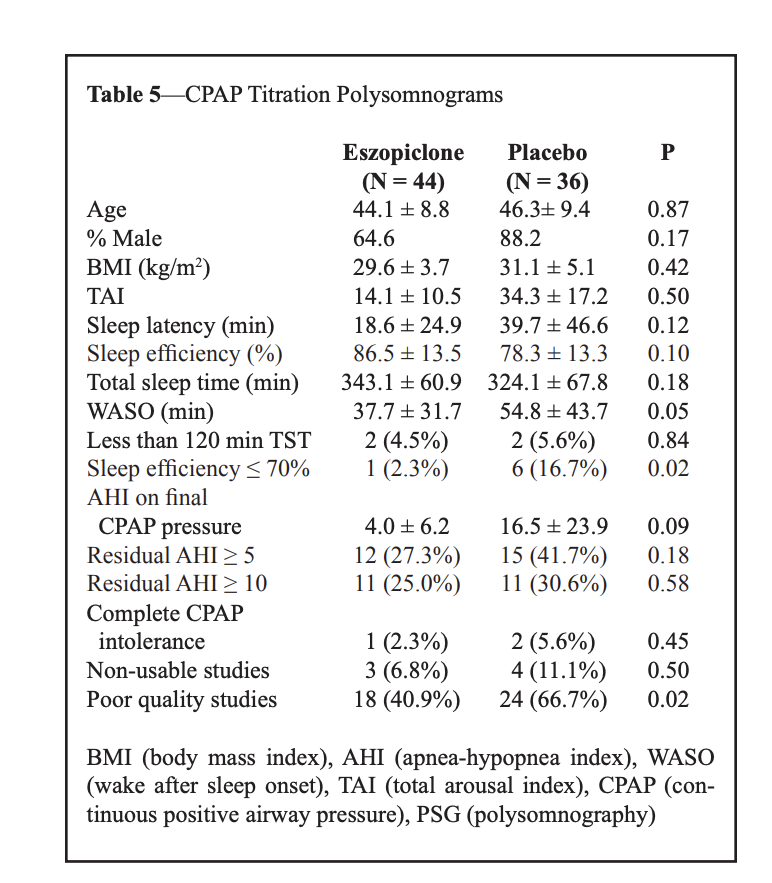 Table 5—CPAP Titration Polysomnograms
Eszopiclone Placebo P
(N = 44) (N = 36)
Age 44.1 ± 8.8 46.3± 9.4 0.87
% Male 64.6 88.2 0.17
BMI (kg/m²) 29.6 ± 3.7 31.1 ± 5.1 0.42
TAI 14.1 ± 10.5 34.3 ± 17.2 0.50
Sleep latency (min) 18.6 ± 24.9 39.7 ± 46.6 0.12
Sleep efficiency (%) 86.5 ± 13.5 78.3 ± 13.3 0.10
Total sleep time (min) 343.1 ± 60.9 324.1 ± 67.8 0.18
WASO (min) 37.7 ± 31.7 54.8 ± 43.7 0.05
Less than 120 min TST 2 (4.5%) 2 (5.6%) 0.84
Sleep efficiency ≤ 70% 1 (2.3%) 6 (16.7%) 0.02
AHI on final
CPAP pressure 4.0 ± 6.2 16.5 ± 23.9 0.09
Residual AHI ≥ 5 12 (27.3%) 15 (41.7%) 0.18
Residual AHI ≥ 10 11 (25.0%) 11 (30.6%) 0.58
Complete CPAP
intolerance 1 (2.3%) 2 (5.6%) 0.45
Non-usable studies 3 (6.8%) 4 (11.1%) 0.50
Poor quality studies 18 (40.9%) 24 (66.7%) 0.02
BMI (body mass index), AHI (apnea-hypopnea index), WASO
(wake after sleep onset), TAI (total arousal index), CPAP (con-
tinuous positive airway pressure), PSG (polysomnography)